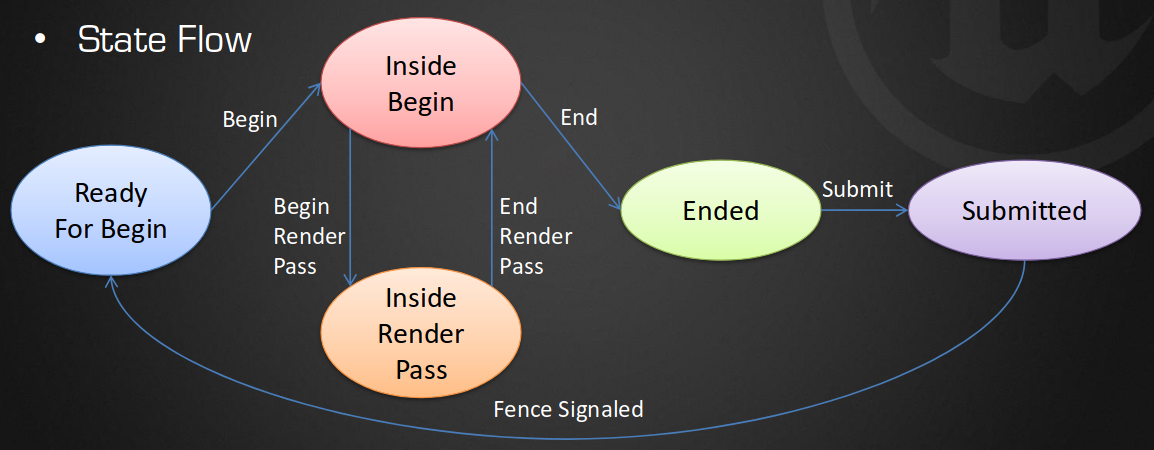 • State Flow
Inside
Begin
Begin
End
Ready
For Begin
Begin
Render
Pass
End
Render
Pass
Ended
Submit
Submitted
Inside
Render
Pass
Fence Signaled